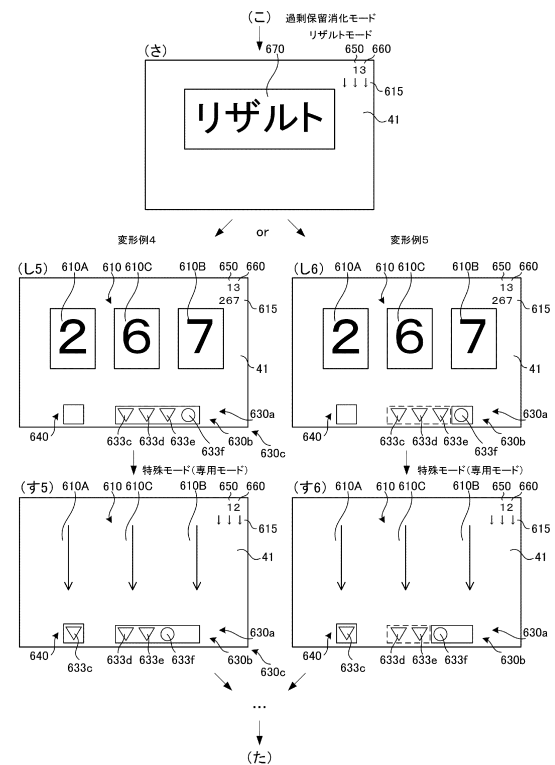 (こ) 過剰保留消化モード
リザルトモード
(さ) 670 650 660
13
615
リザルト
41
or
変形例4 変形例5
(し5) 610A 610 610C 610B 650 660
13
267 615
2 6 7
41
640 630a
633c 633d 633e 633f 630b 630c
(し6) 610A 610 610C 610B 650 660
13
267 615
2 6 7
41
640 630a
633c 633d 633e 633f 630b
特殊モード(専用モード) 特殊モード(専用モード)
(す5) 610A 610 610C 610B 650 660
12
615
41
640 630a
633c 633d 633e 633f 630b 630c
(す6) 610A 610 610C 610B 650 660
12
615
41
640 630a
633c 633d 633e 633f 630b
…
(た)